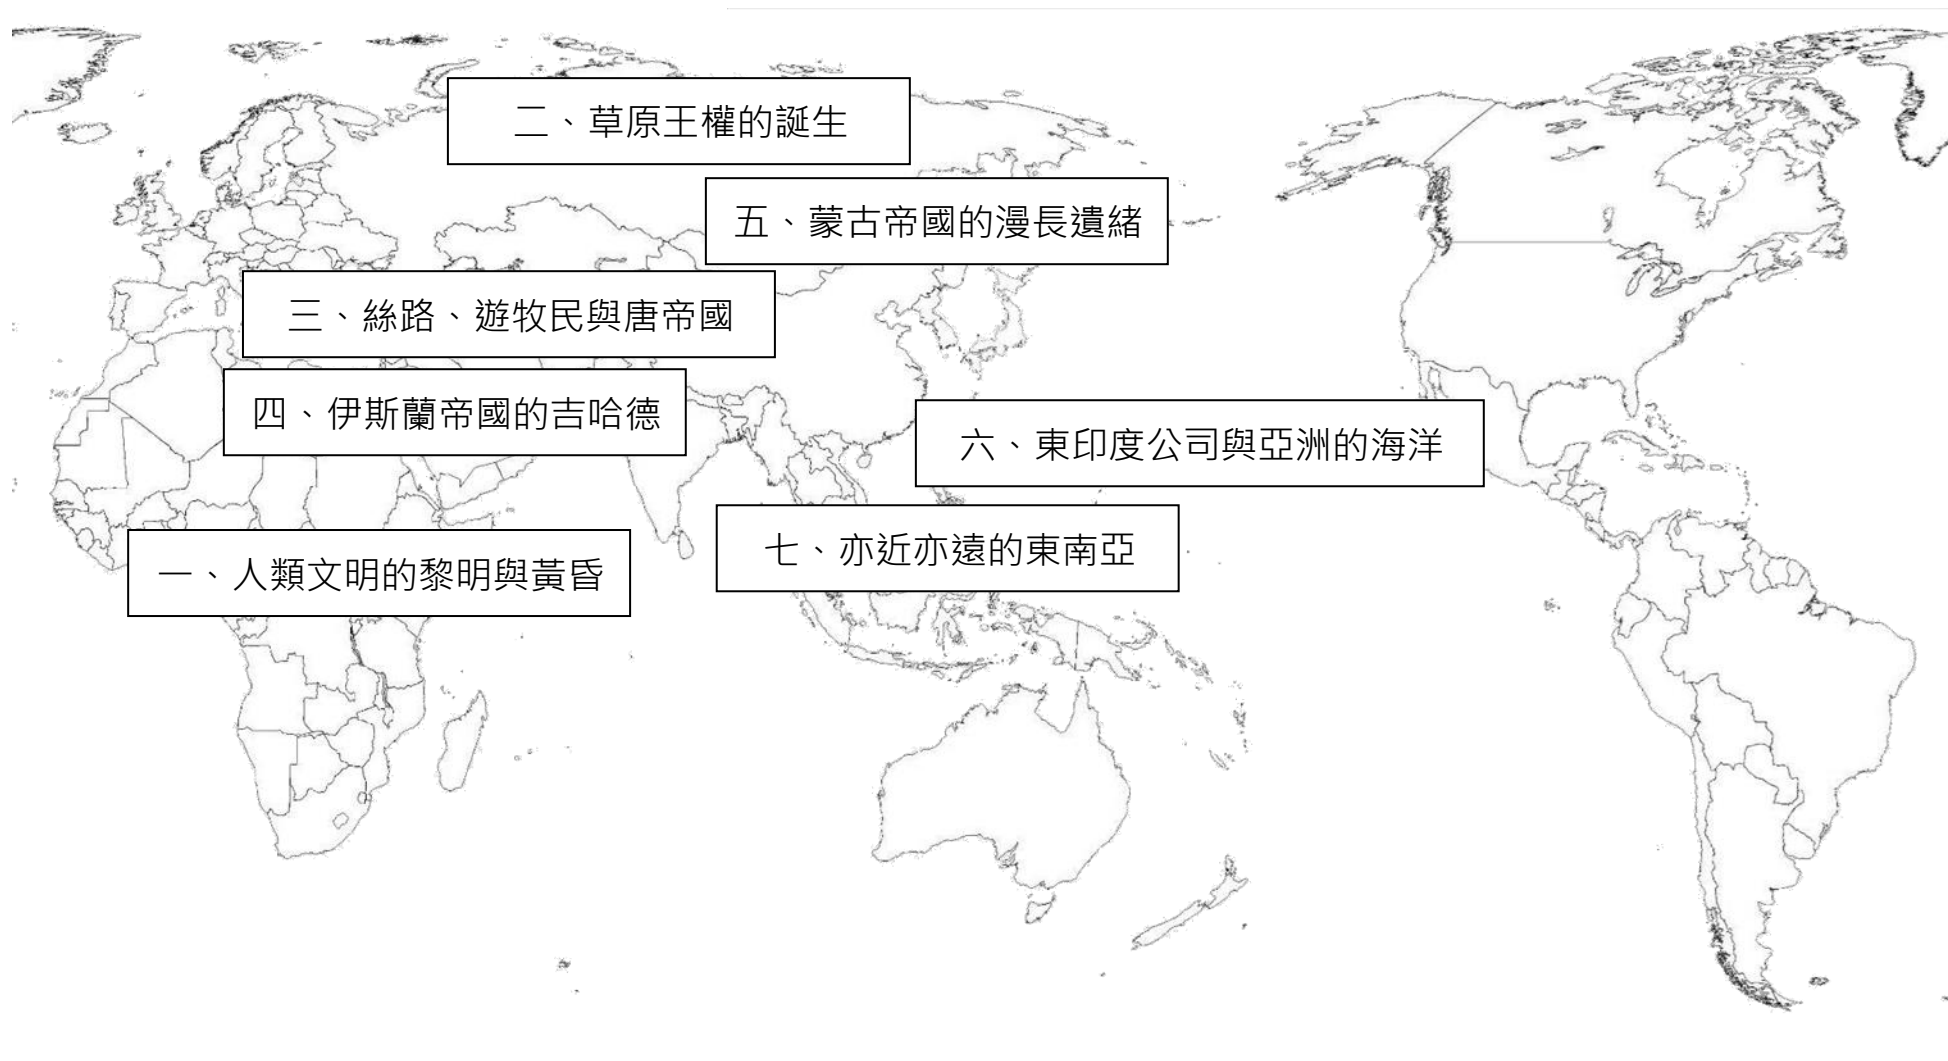 二、草原王權的誕生
五、蒙古帝國的漫長遺緒
三、絲路、遊牧民與唐帝國
四、伊斯蘭帝國的吉哈德
六、東印度公司與亞洲的海洋
七、亦近亦遠的東南亞
一、人類文明的黎明與黃昏